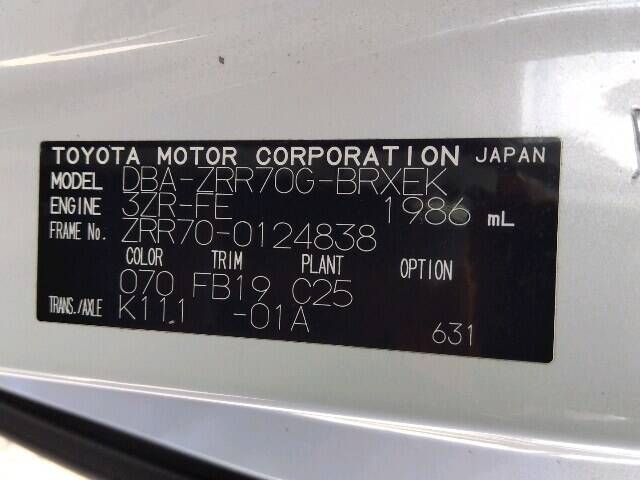 TOYOTA MOTOR CORPORATION JAPAN
MODEL DBA-ZRR70G-BRXEK
ENGINE 3ZR-FE 1986 mL
FRAME No. ZRR70-0124838
COLOR TRIM PLANT OPTION
070 FB19 C25
TRANS./AXLE K111 -01A
631